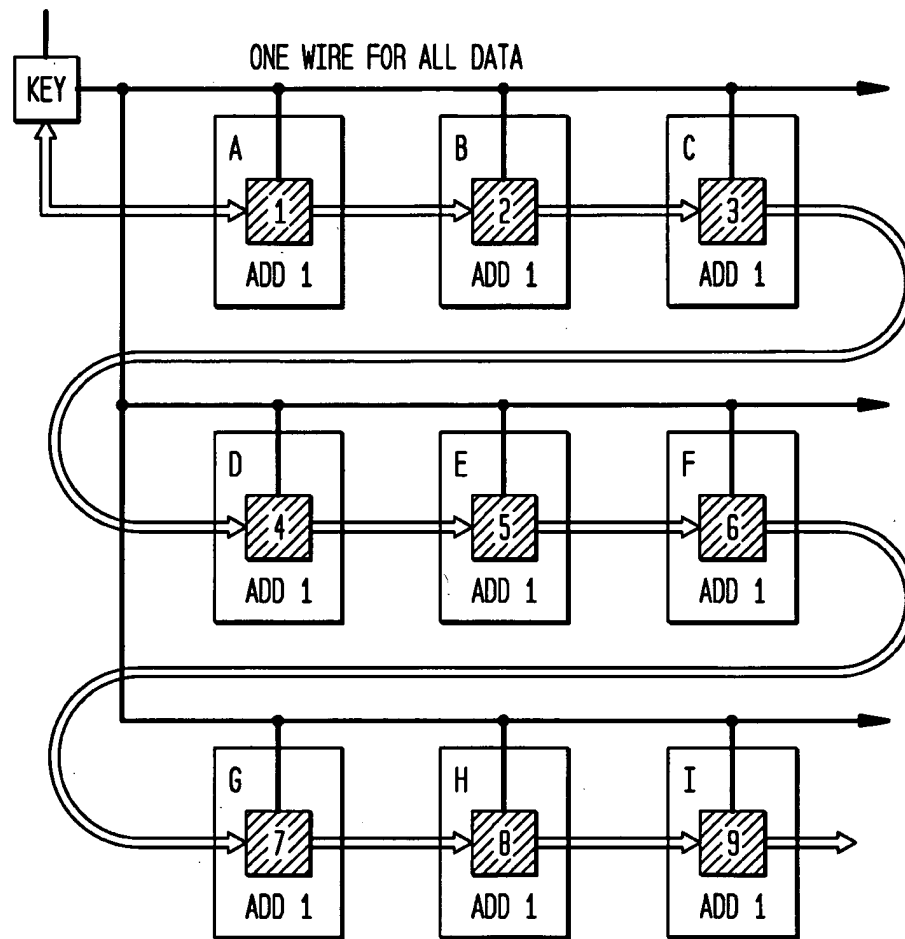 ONE WIRE FOR ALL DATA
KEY
A B C
1 2 3
ADD 1 ADD 1 ADD 1
D E F
4 5 6
ADD 1 ADD 1 ADD 1
G H I
7 8 9
ADD 1 ADD 1 ADD 1